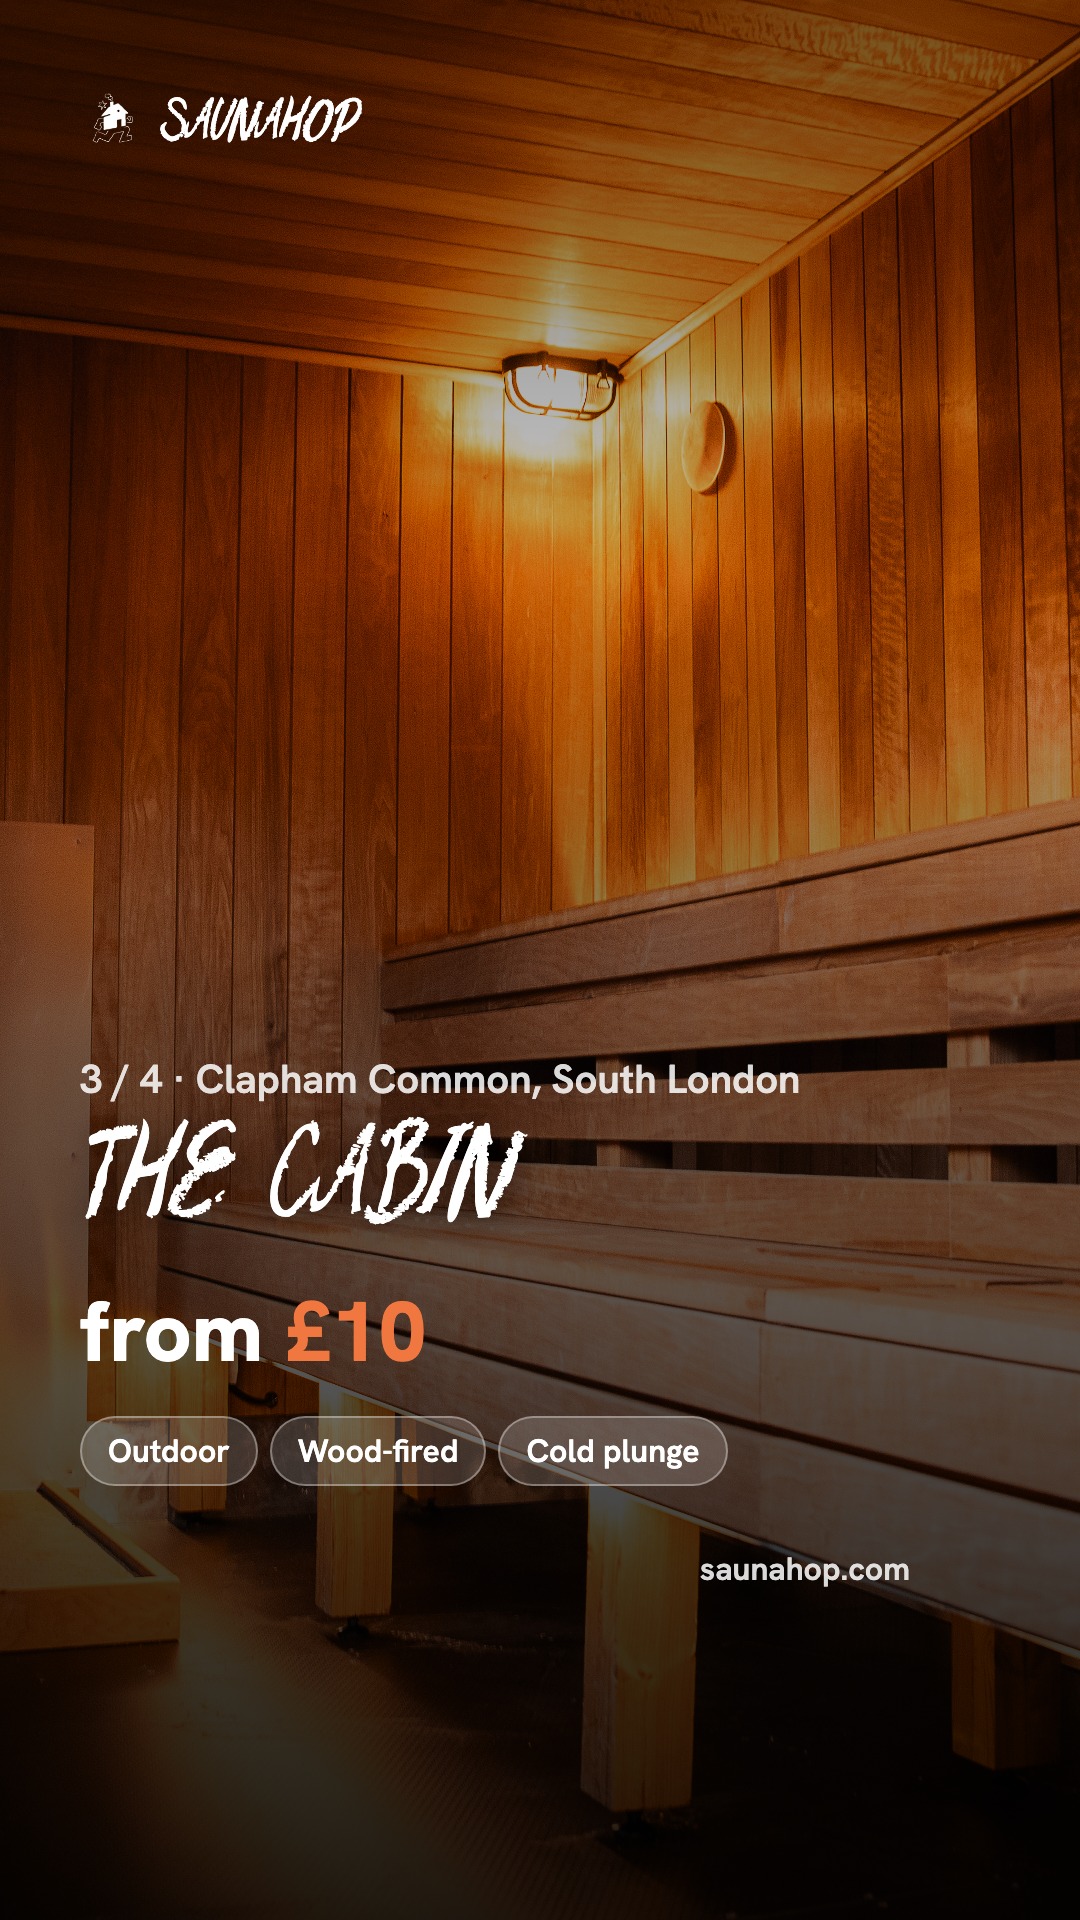 SAUNAHOP
3 / 4 · Clapham Common, South London
THE CABIN
from £10
Outdoor Wood-fired Cold plunge
saunahop.com